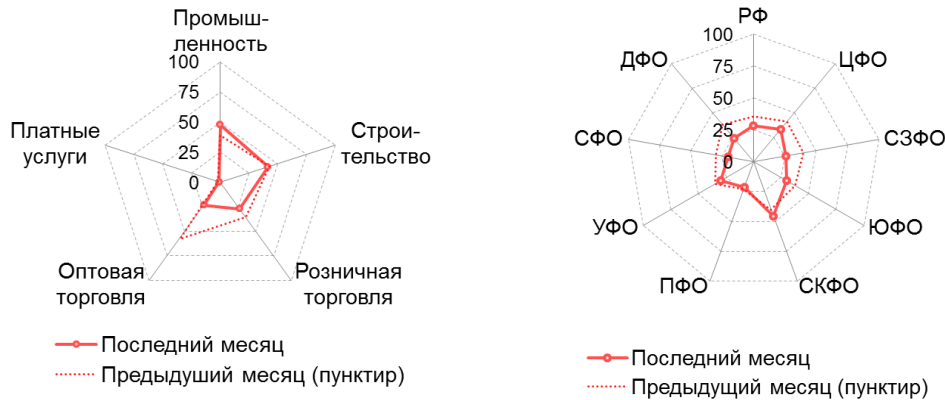 Промыш-
ленность
100
75
50
25
0
Строи-
тельство
Розничная
торговля
Оптовая
торговля
Платные
услуги
Последний месяц
Предыдуший месяц (пунктир)
РФ
100
75
50
25
0
ЦФО
СЗФО
ЮФО
СКФО
ПФО
УФО
СФО
ДФО
Последний месяц
Предыдущий месяц (пунктир)